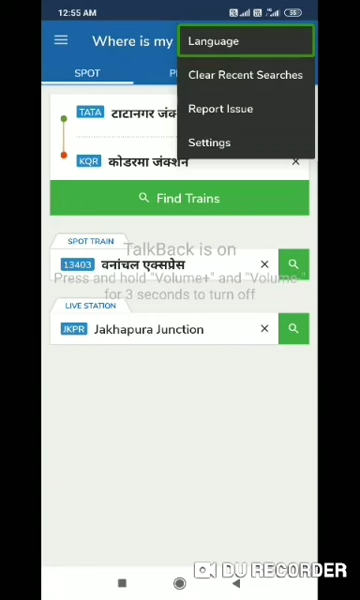 12:55 AM
Where is my
Language
SPOT
Clear Recent Searches
TATA
Report Issue
Settings
KQR कोडरमा जंक्शन
Find Trains
SPOT TRAIN
TalkBack is on
13403 वनांचल एक्सप्रेस
Press and hold "Volume+" and "Volume-"
for 3 seconds to turn off
LIVE STATION
JKPR Jakhapura Junction
DU RECORDER